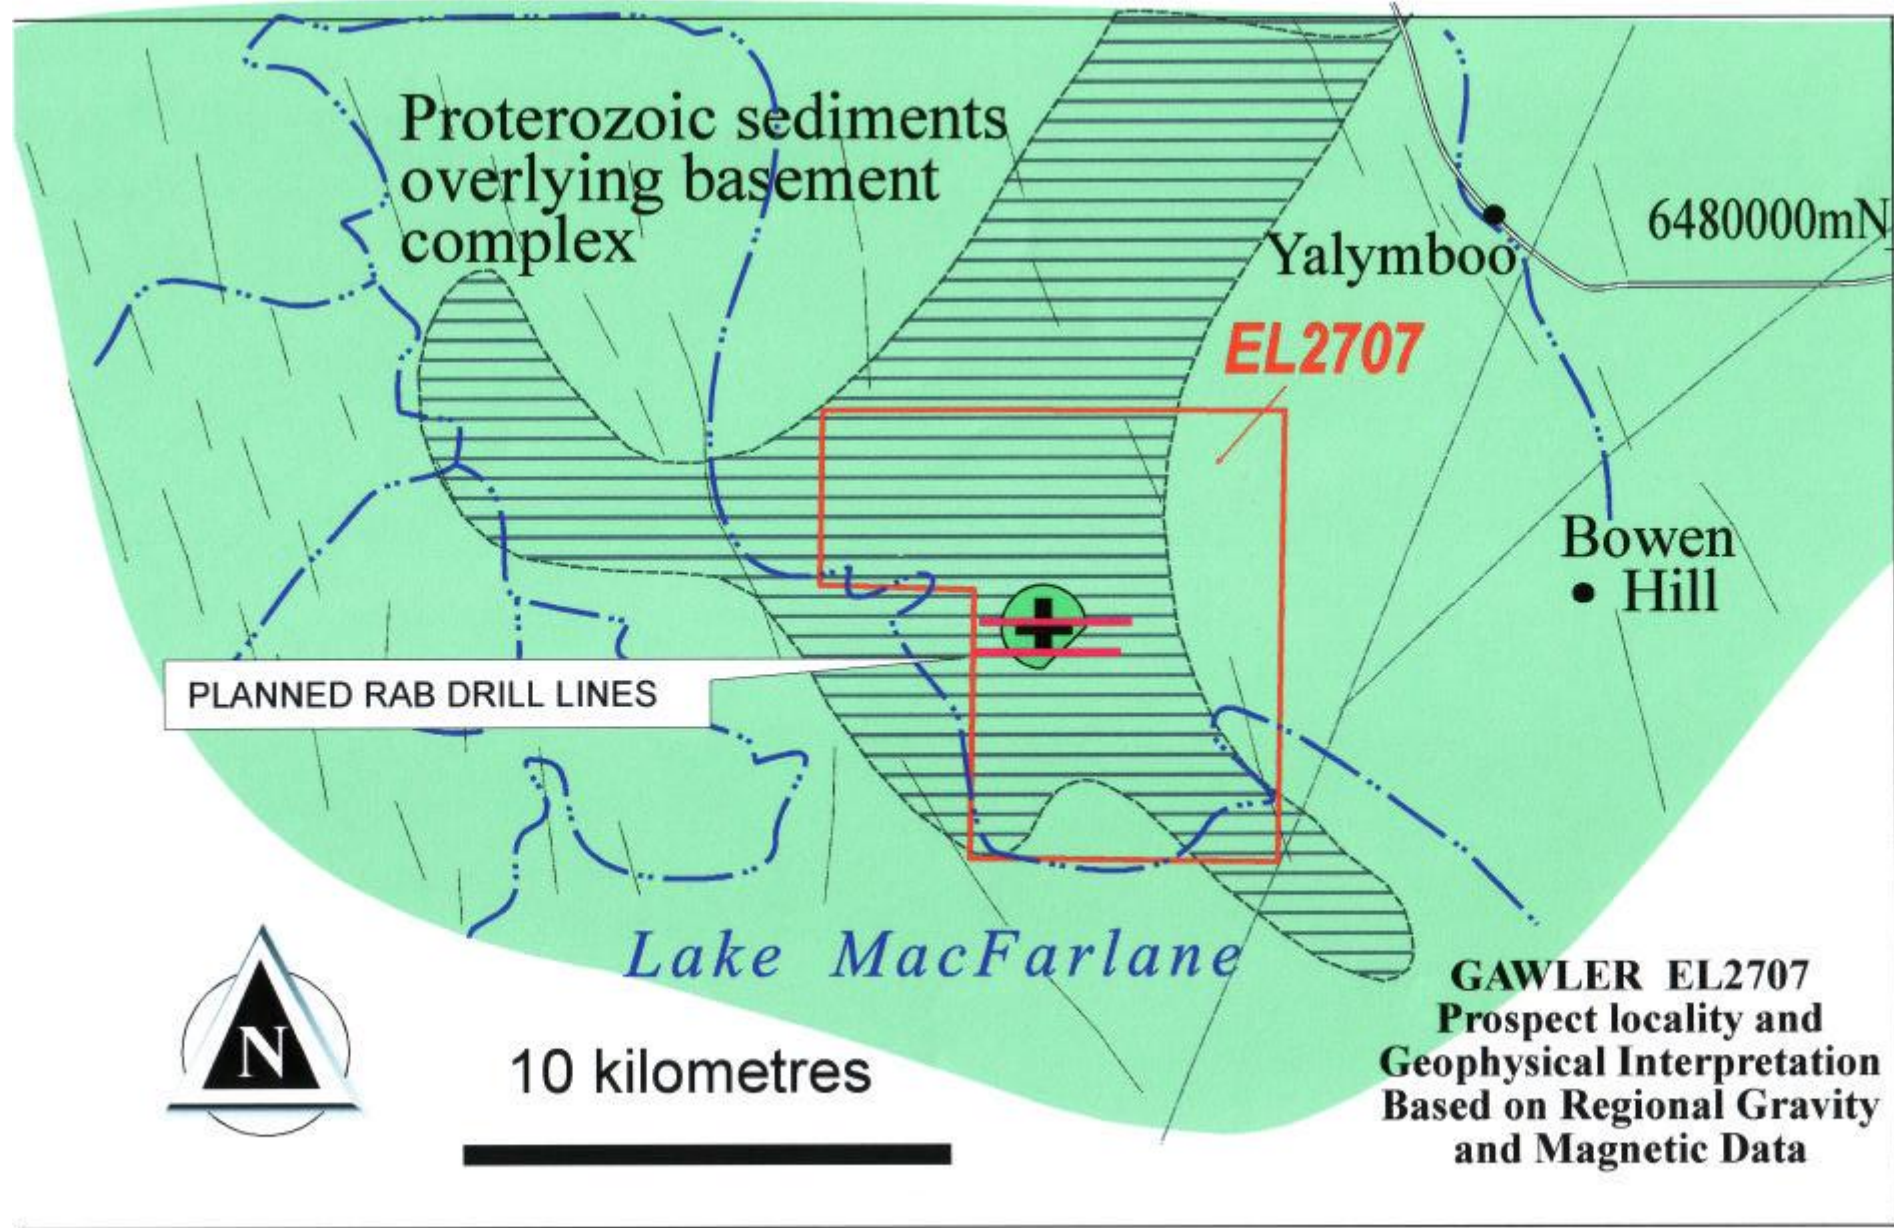 Proterozoic sediments
overlying basement
complex
6480000mN
Yalymboo
EL2707
Bowen
Hill
PLANNED RAB DRILL LINES
Lake MacFarlane
N
10 kilometres
GAWLER EL2707
Prospect locality and
Geophysical Interpretation
Based on Regional Gravity
and Magnetic Data